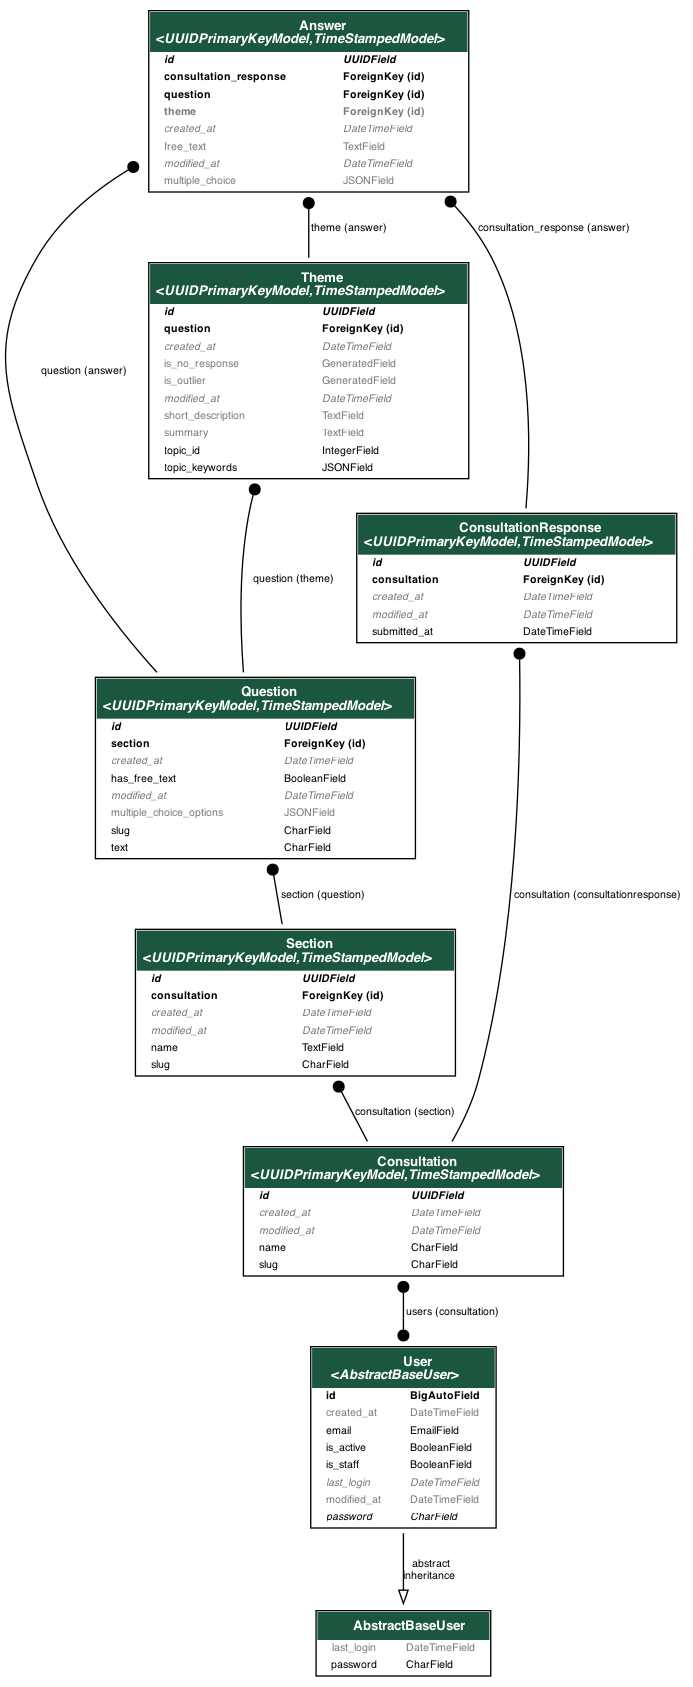 Answer
<UUIDPrimaryKeyModel,TimeStampedModel>
id UUIDField
consultation_response ForeignKey (id)
question ForeignKey (id)
theme ForeignKey (id)
created_at DateTimeField
free_text TextField
modified_at DateTimeField
multiple_choice JSONField
theme (answer)
consultation_response (answer)
Theme
<UUIDPrimaryKeyModel,TimeStampedModel>
id UUIDField
question ForeignKey (id)
created_at DateTimeField
is_no_response GeneratedField
is_outlier GeneratedField
modified_at DateTimeField
short_description TextField
summary TextField
topic_id IntegerField
topic_keywords JSONField
question (answer)
ConsultationResponse
<UUIDPrimaryKeyModel,TimeStampedModel>
id UUIDField
consultation ForeignKey (id)
created_at DateTimeField
modified_at DateTimeField
submitted_at DateTimeField
question (theme)
Question
<UUIDPrimaryKeyModel,TimeStampedModel>
id UUIDField
section ForeignKey (id)
created_at DateTimeField
has_free_text BooleanField
modified_at DateTimeField
multiple_choice_options JSONField
slug CharField
text CharField
section (question)
consultation (consultationresponse)
Section
<UUIDPrimaryKeyModel,TimeStampedModel>
id UUIDField
consultation ForeignKey (id)
created_at DateTimeField
modified_at DateTimeField
name TextField
slug CharField
consultation (section)
Consultation
<UUIDPrimaryKeyModel,TimeStampedModel>
id UUIDField
created_at DateTimeField
modified_at DateTimeField
name CharField
slug CharField
users (consultation)
User
<AbstractBaseUser>
id BigAutoField
created_at DateTimeField
email EmailField
is_active BooleanField
is_staff BooleanField
last_login DateTimeField
modified_at DateTimeField
password CharField
abstract
inheritance
AbstractBaseUser
last_login DateTimeField
password CharField